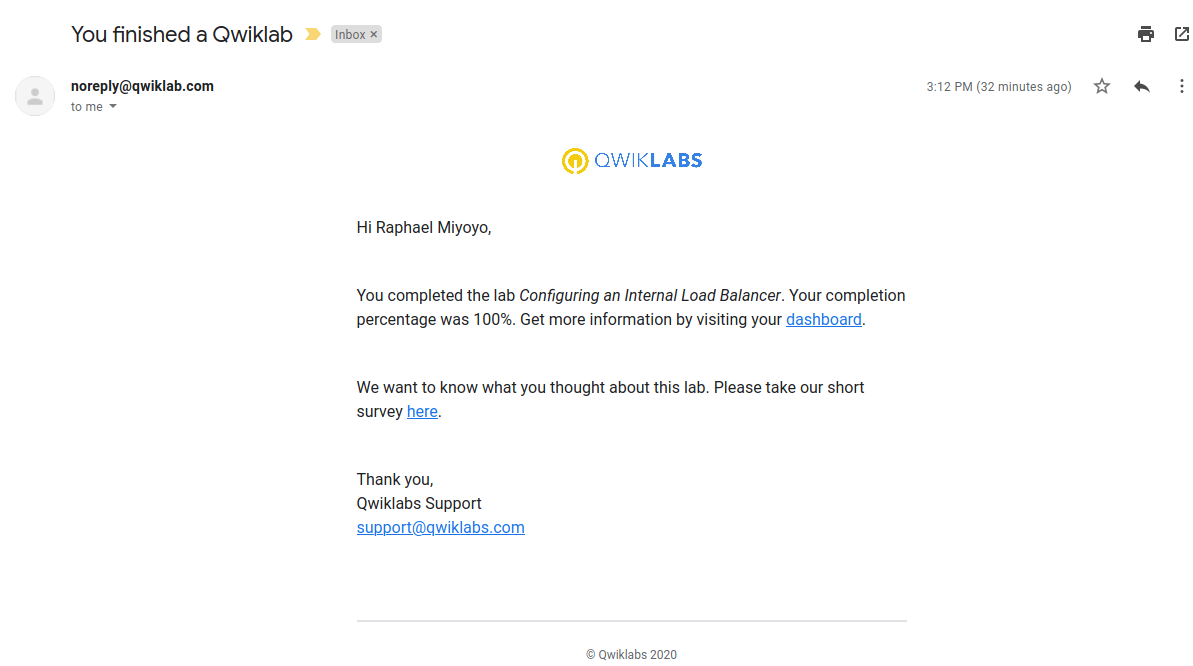 You finished a Qwiklab Inbox ×
noreply@qwiklab.com 3:12 PM (32 minutes ago)
to me
QWIKLABS
Hi Raphael Miyoyo,
You completed the lab Configuring an Internal Load Balancer. Your completion
percentage was 100%. Get more information by visiting your dashboard.
We want to know what you thought about this lab. Please take our short
survey here.
Thank you,
Qwiklabs Support
support@qwiklabs.com
© Qwiklabs 2020